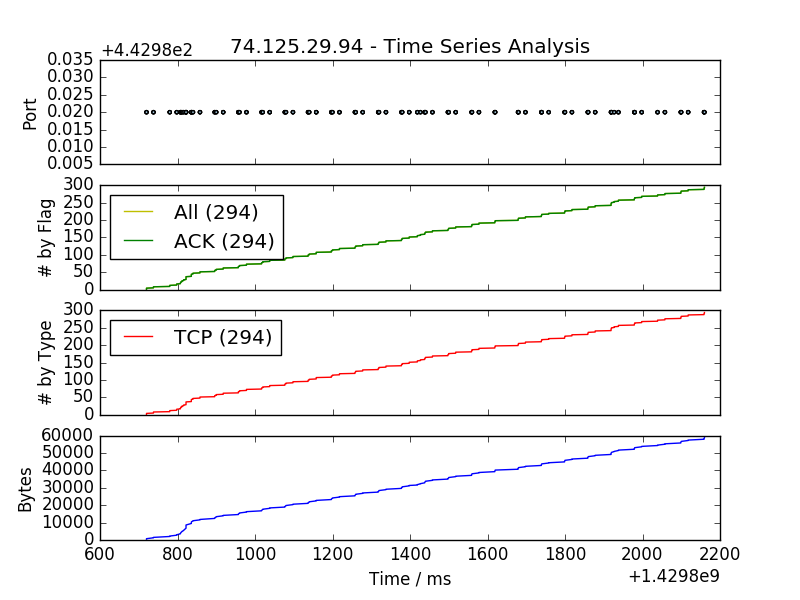 74.125.29.94 - Time Series Analysis
+4.4298e2
0.035
0.030
0.025
0.020
0.015
0.010
0.005
Port
300
250
200
150
100
50
0
# by Flag
All (294)
ACK (294)
300
250
200
150
100
50
0
# by Type
TCP (294)
60000
50000
40000
30000
20000
10000
0
Bytes
600 800 1000 1200 1400 1600 1800 2000 2200
Time / ms
+1.4298e9